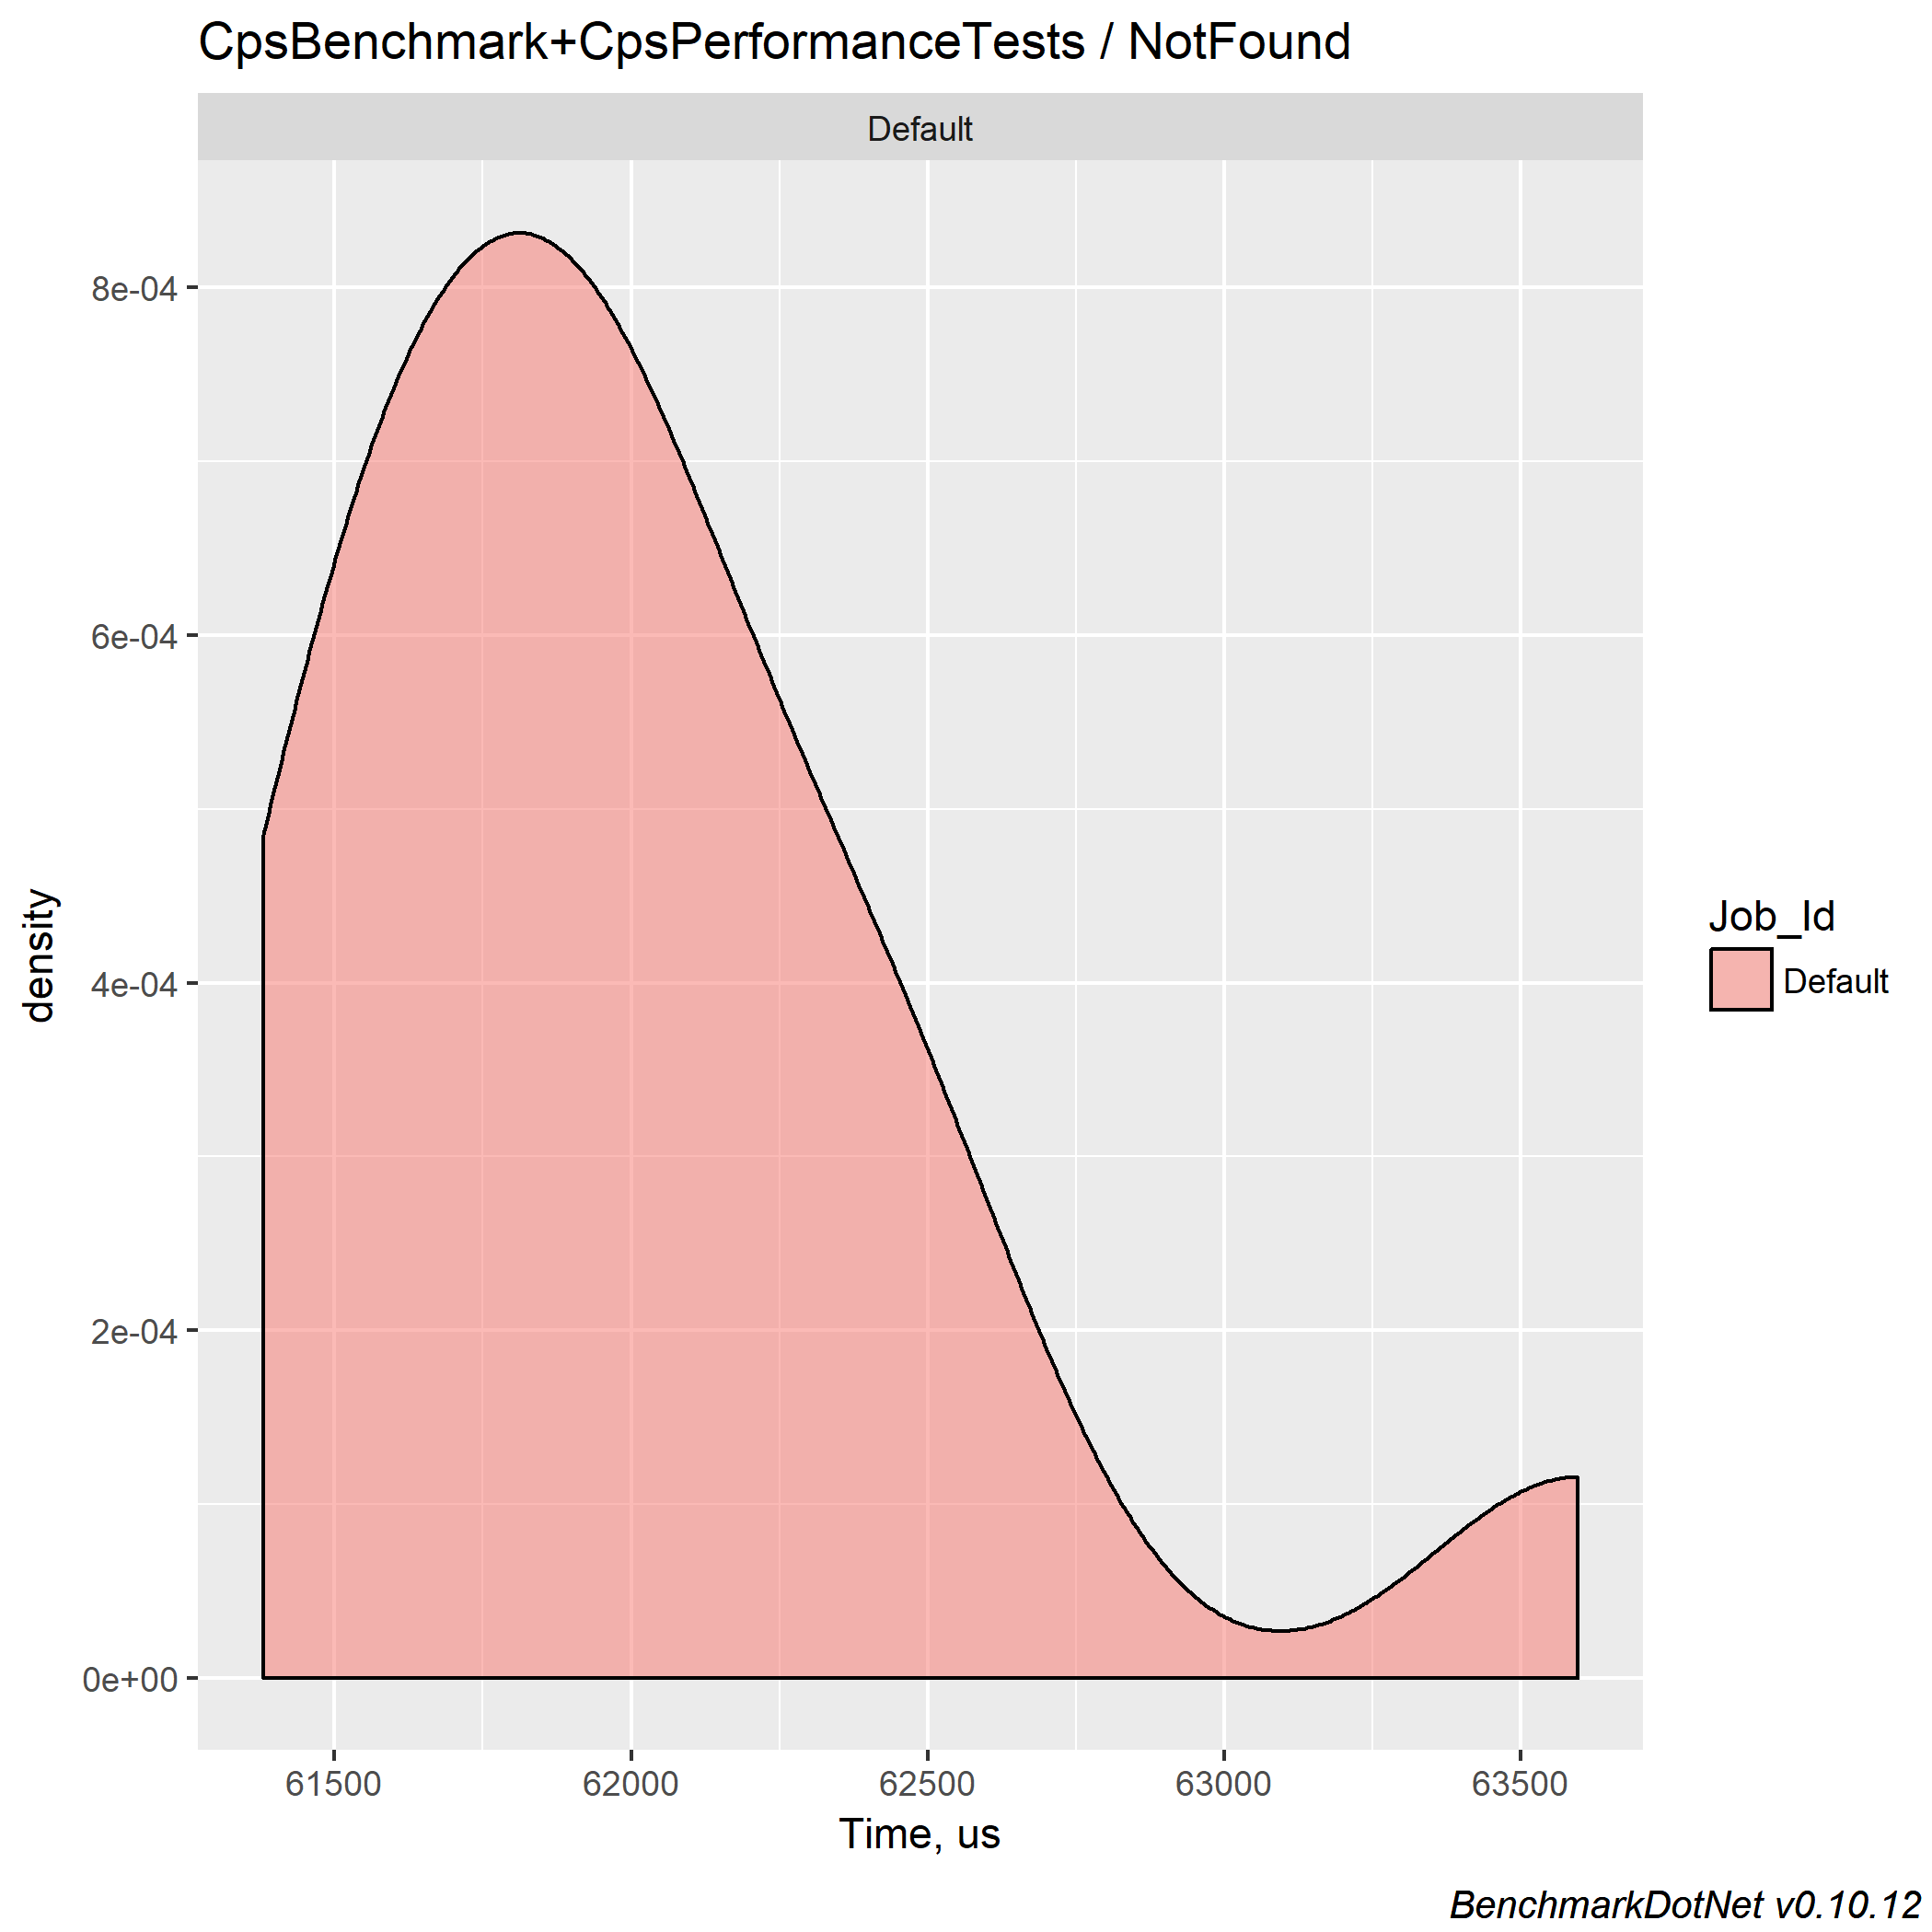 CpsBenchmark+CpsPerformanceTests / NotFound
Default
8e-04
6e-04
4e-04
2e-04
0e+00
density
61500 62000 62500 63000 63500
Time, us
Job_Id
Default
BenchmarkDotNet v0.10.12